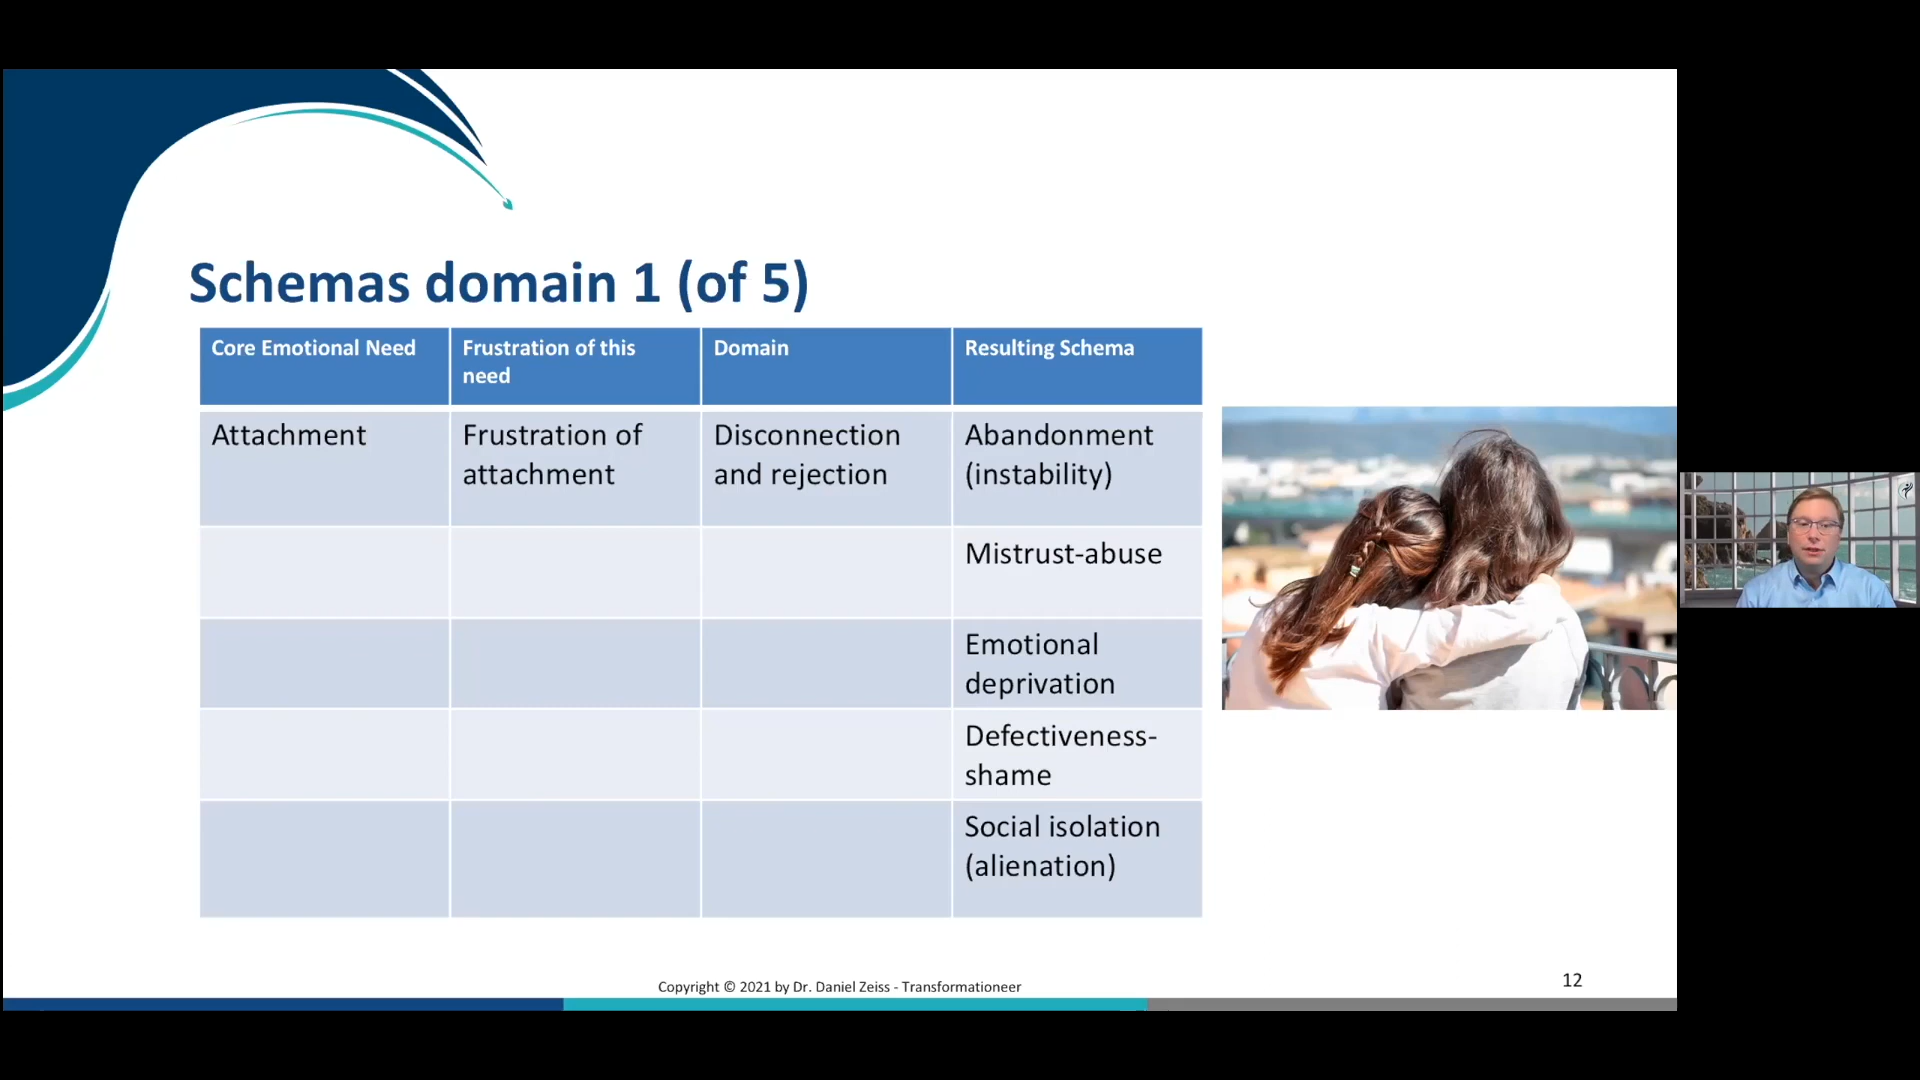 Schemas domain 1 (of 5)
Core Emotional Need
Frustration of this
need
Domain
Resulting Schema
Attachment
Frustration of
attachment
Disconnection
and rejection
Abandonment
(instability)
Mistrust-abuse
Emotional
deprivation
Defectiveness-
shame
Social isolation
(alienation)
Copyright © 2021 by Dr. Daniel Zeiss - Transformationeer
12